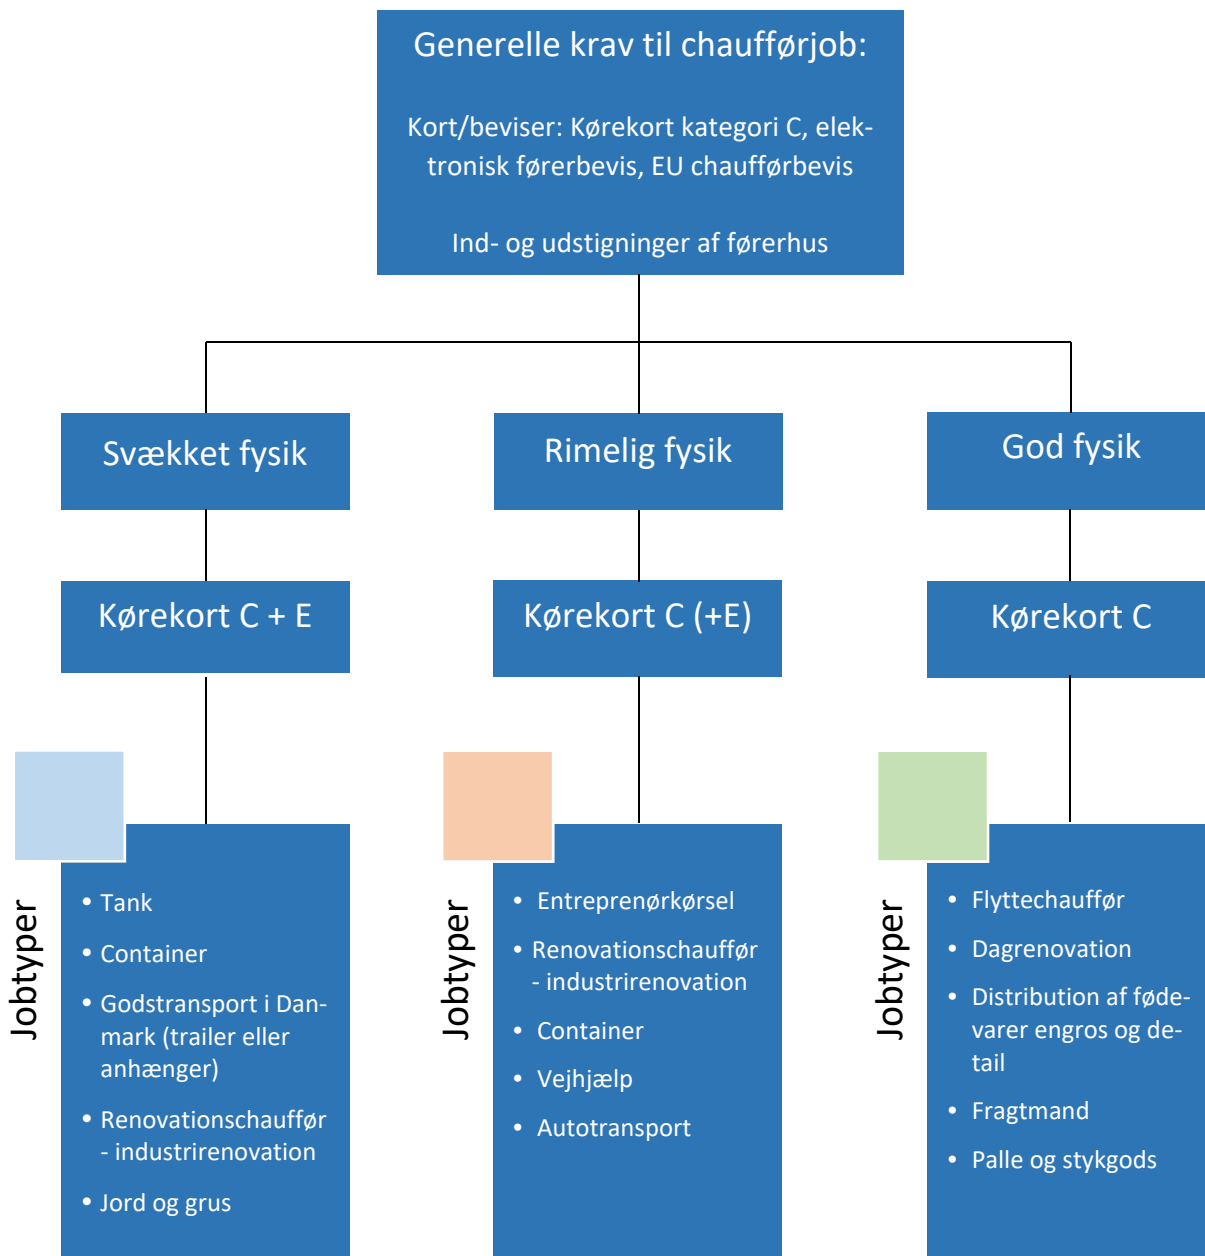 Generelle krav til chaufførjob:
Kort/beviser: Kørekort kategori C, elek-
tronisk førerbevis, EU chaufførbevis
Ind- og udstigninger af førerhus
Svækket fysik
Rimelig fysik
God fysik
Kørekort C + E
Kørekort C (+E)
Kørekort C
Jobtyper
• Tank
• Container
• Godstransport i Dan-
mark (trailer eller
anhænger)
• Renovationschauffør
- industrirenovation
• Jord og grus
Jobtyper
• Entreprenørkørsel
• Renovationschauffør
- industrirenovation
• Container
• Vejhjælp
• Autotransport
Jobtyper
• Flyttechauffør
• Dagrenovation
• Distribution af føde-
varer engros og de-
tail
• Fragtmand
• Palle og stykgods